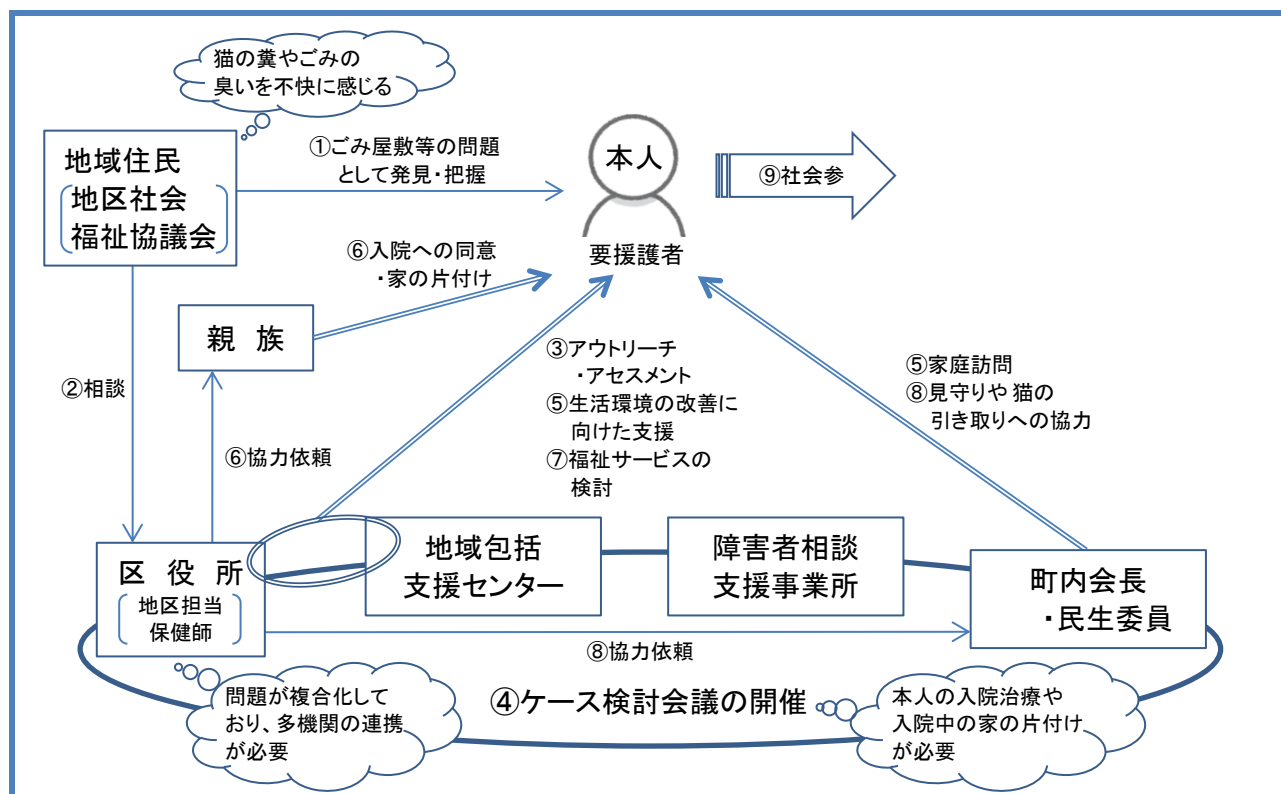 猫の糞やごみの
臭いを不快に感じる
地域住民
地区社会
福祉協議会
①ごみ屋敷等の問題
として発見・把握
本人
要援護者
⑨社会参
⑥入院への同意
・家の片付け
親 族
②相談
⑥協力依頼
③アウトリーチ
・アセスメント
⑤生活環境の改善に
向けた支援
⑦福祉サービスの
検討
⑤家庭訪問
⑧見守りや 猫の
引き取りへの協力
区 役 所
地区担当
保健師
地域包括
支援センター
障害者相談
支援事業所
町内会長
・民生委員
⑧協力依頼
④ケース検討会議の開催
問題が複合化して
おり、多機関の連携
が必要
本人の入院治療や
入院中の家の片付け
が必要